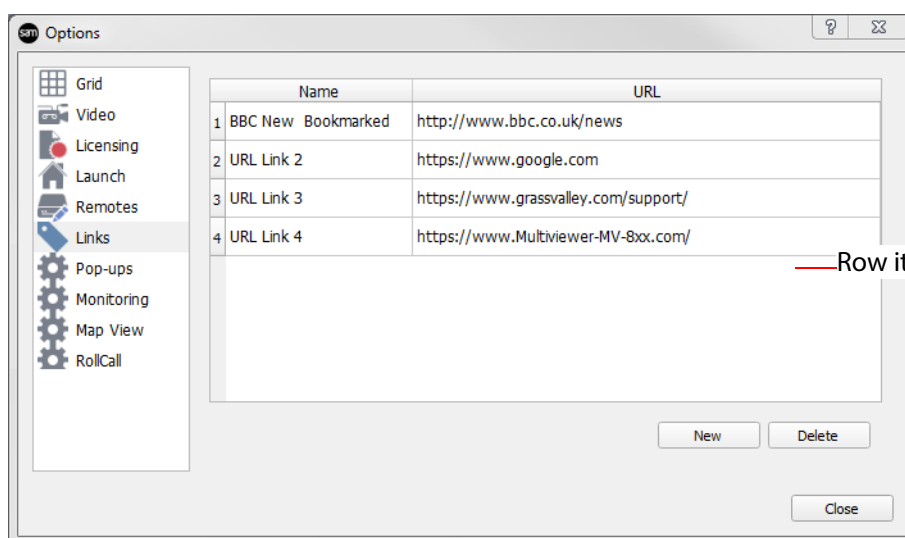 sam Options
Grid
Video
Licensing
Launch
Remotes
Links
Pop-ups
Monitoring
Map View
RollCall
Name URL
1 BBC New Bookmarked http://www.bbc.co.uk/news
2 URL Link 2 https://www.google.com
3 URL Link 3 https://www.grassvalley.com/support/
4 URL Link 4 https://www.Multiviewer-MV-8xx.com/
Row it
New Delete
Close